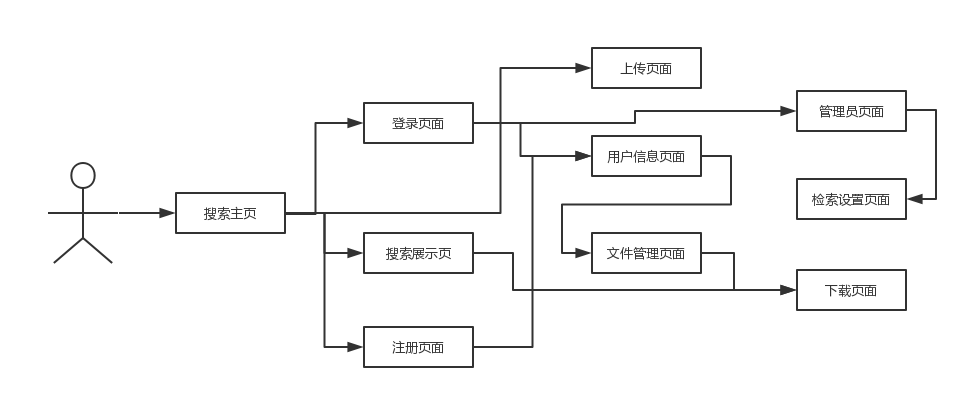 上传页面
登录页面
管理员页面
用户信息页面
搜索主页
检索设置页面
搜索展示页
文件管理页面
下载页面
注册页面